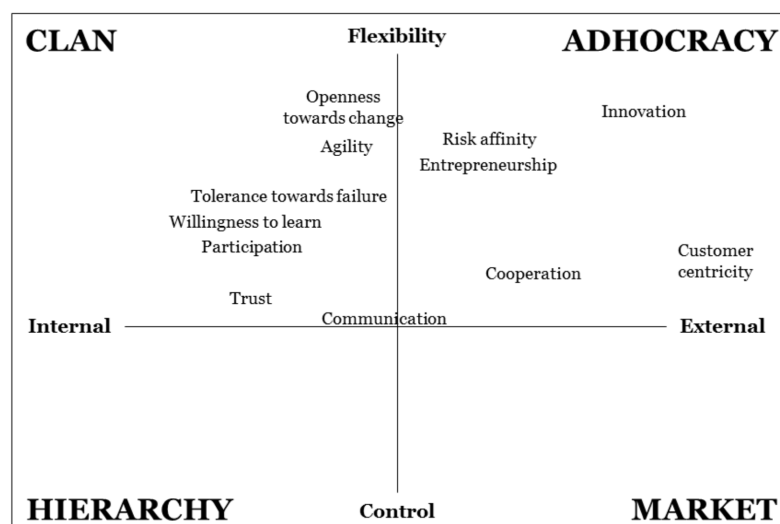 CLAN
Flexibility
ADHOCRACY
Openness
towards change
Innovation
Risk affinity
Agility
Entrepreneurship
Tolerance towards failure
Willingness to learn
Participation
Customer
centricity
Cooperation
Trust
Communication
Internal
External
HIERARCHY
Control
MARKET